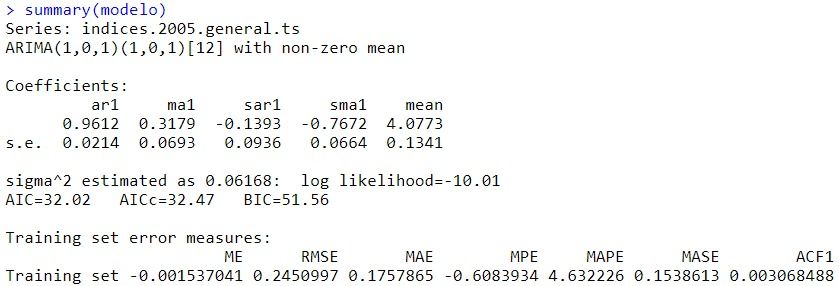 > summary(modelo)
Series: indices.2005.general.ts
ARIMA(1,0,1)(1,0,1)[12] with non-zero mean
Coefficients:
ar1 ma1 sar1 sma1 mean
0.9612 0.3179 -0.1393 -0.7672 4.0773
s.e. 0.0214 0.0693 0.0936 0.0664 0.1341
sigma^2 estimated as 0.06168: log likelihood=-10.01
AIC=32.02 AICc=32.47 BIC=51.56
Training set error measures:
ME RMSE MAE MPE MAPE MASE ACF1
Training set -0.001537041 0.2450997 0.1757865 -0.6083934 4.632226 0.1538613 0.003068488